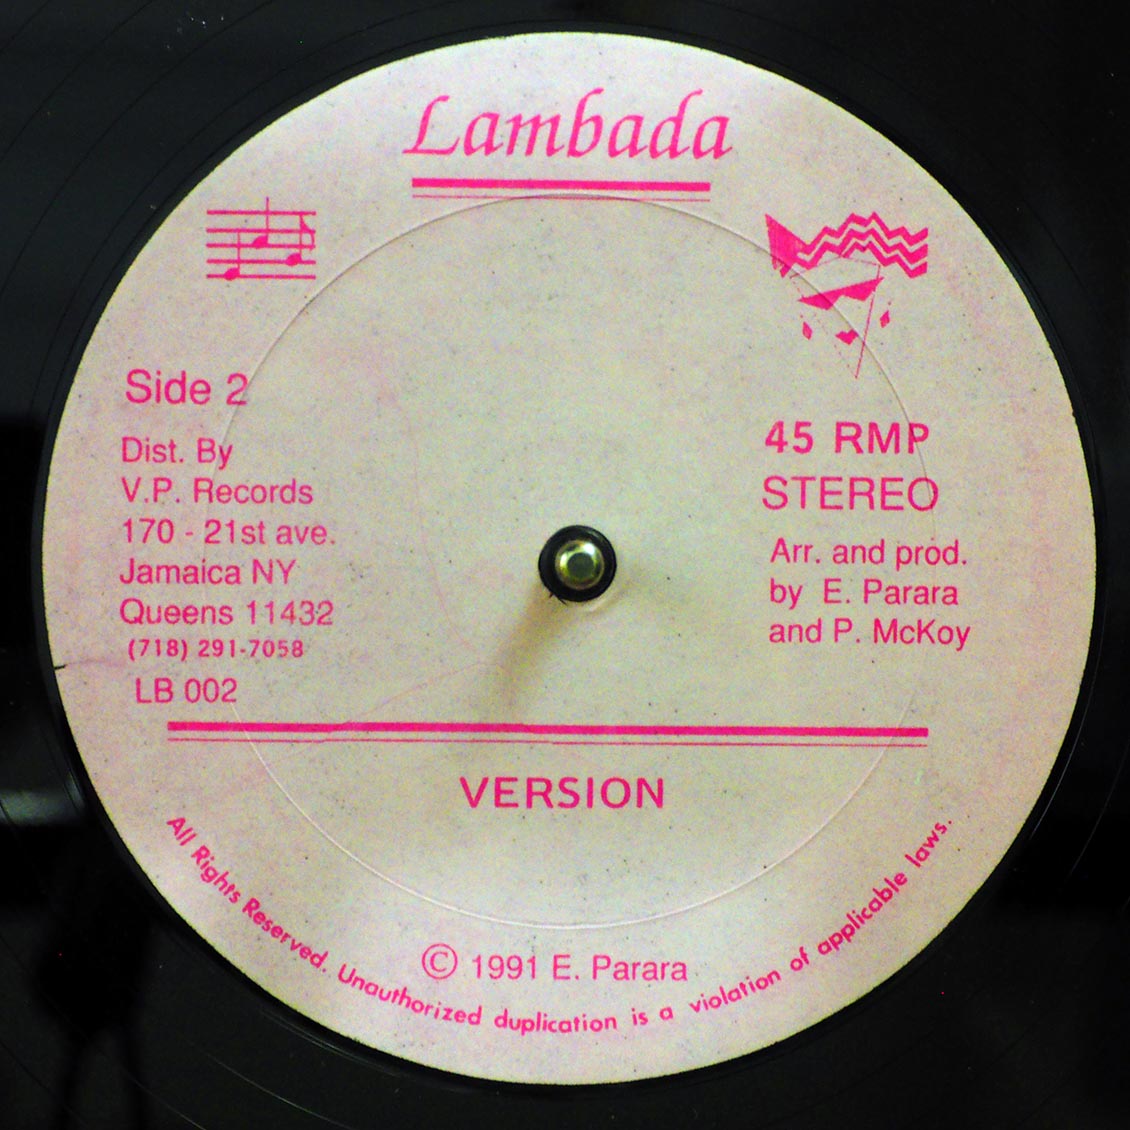 Lambada
Side 2
Dist. By
V.P. Records
170 - 21st ave.
Jamaica NY
Queens 11432
(718) 291-7058
LB 002
45 RMP
STEREO
Arr. and prod.
by E. Parara
and P. McKoy
VERSION
© 1991 E. Parara
All Rights Reserved. Unauthorized duplication is a violation of applicable laws.